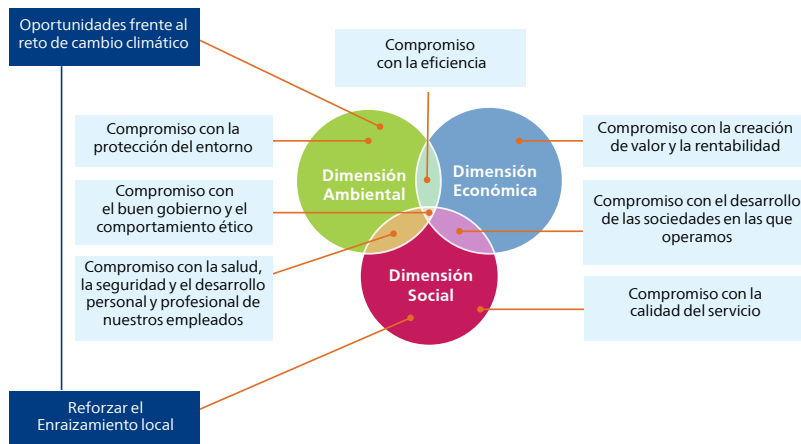 Oportunidades frente al
reto de cambio climático
Compromiso
con la eficiencia
Compromiso con la
protección del entorno
Compromiso con la creación
de valor y la rentabilidad
Dimensión
Ambiental
Dimensión
Económica
Compromiso con
el buen gobierno y el
comportamiento ético
Compromiso con el desarrollo
de las sociedades en las que
operamos
Compromiso con la salud,
la seguridad y el desarrollo
personal y profesional de
nuestros empleados
Dimensión
Social
Compromiso con la
calidad del servicio
Reforzar el
Enraizamiento local